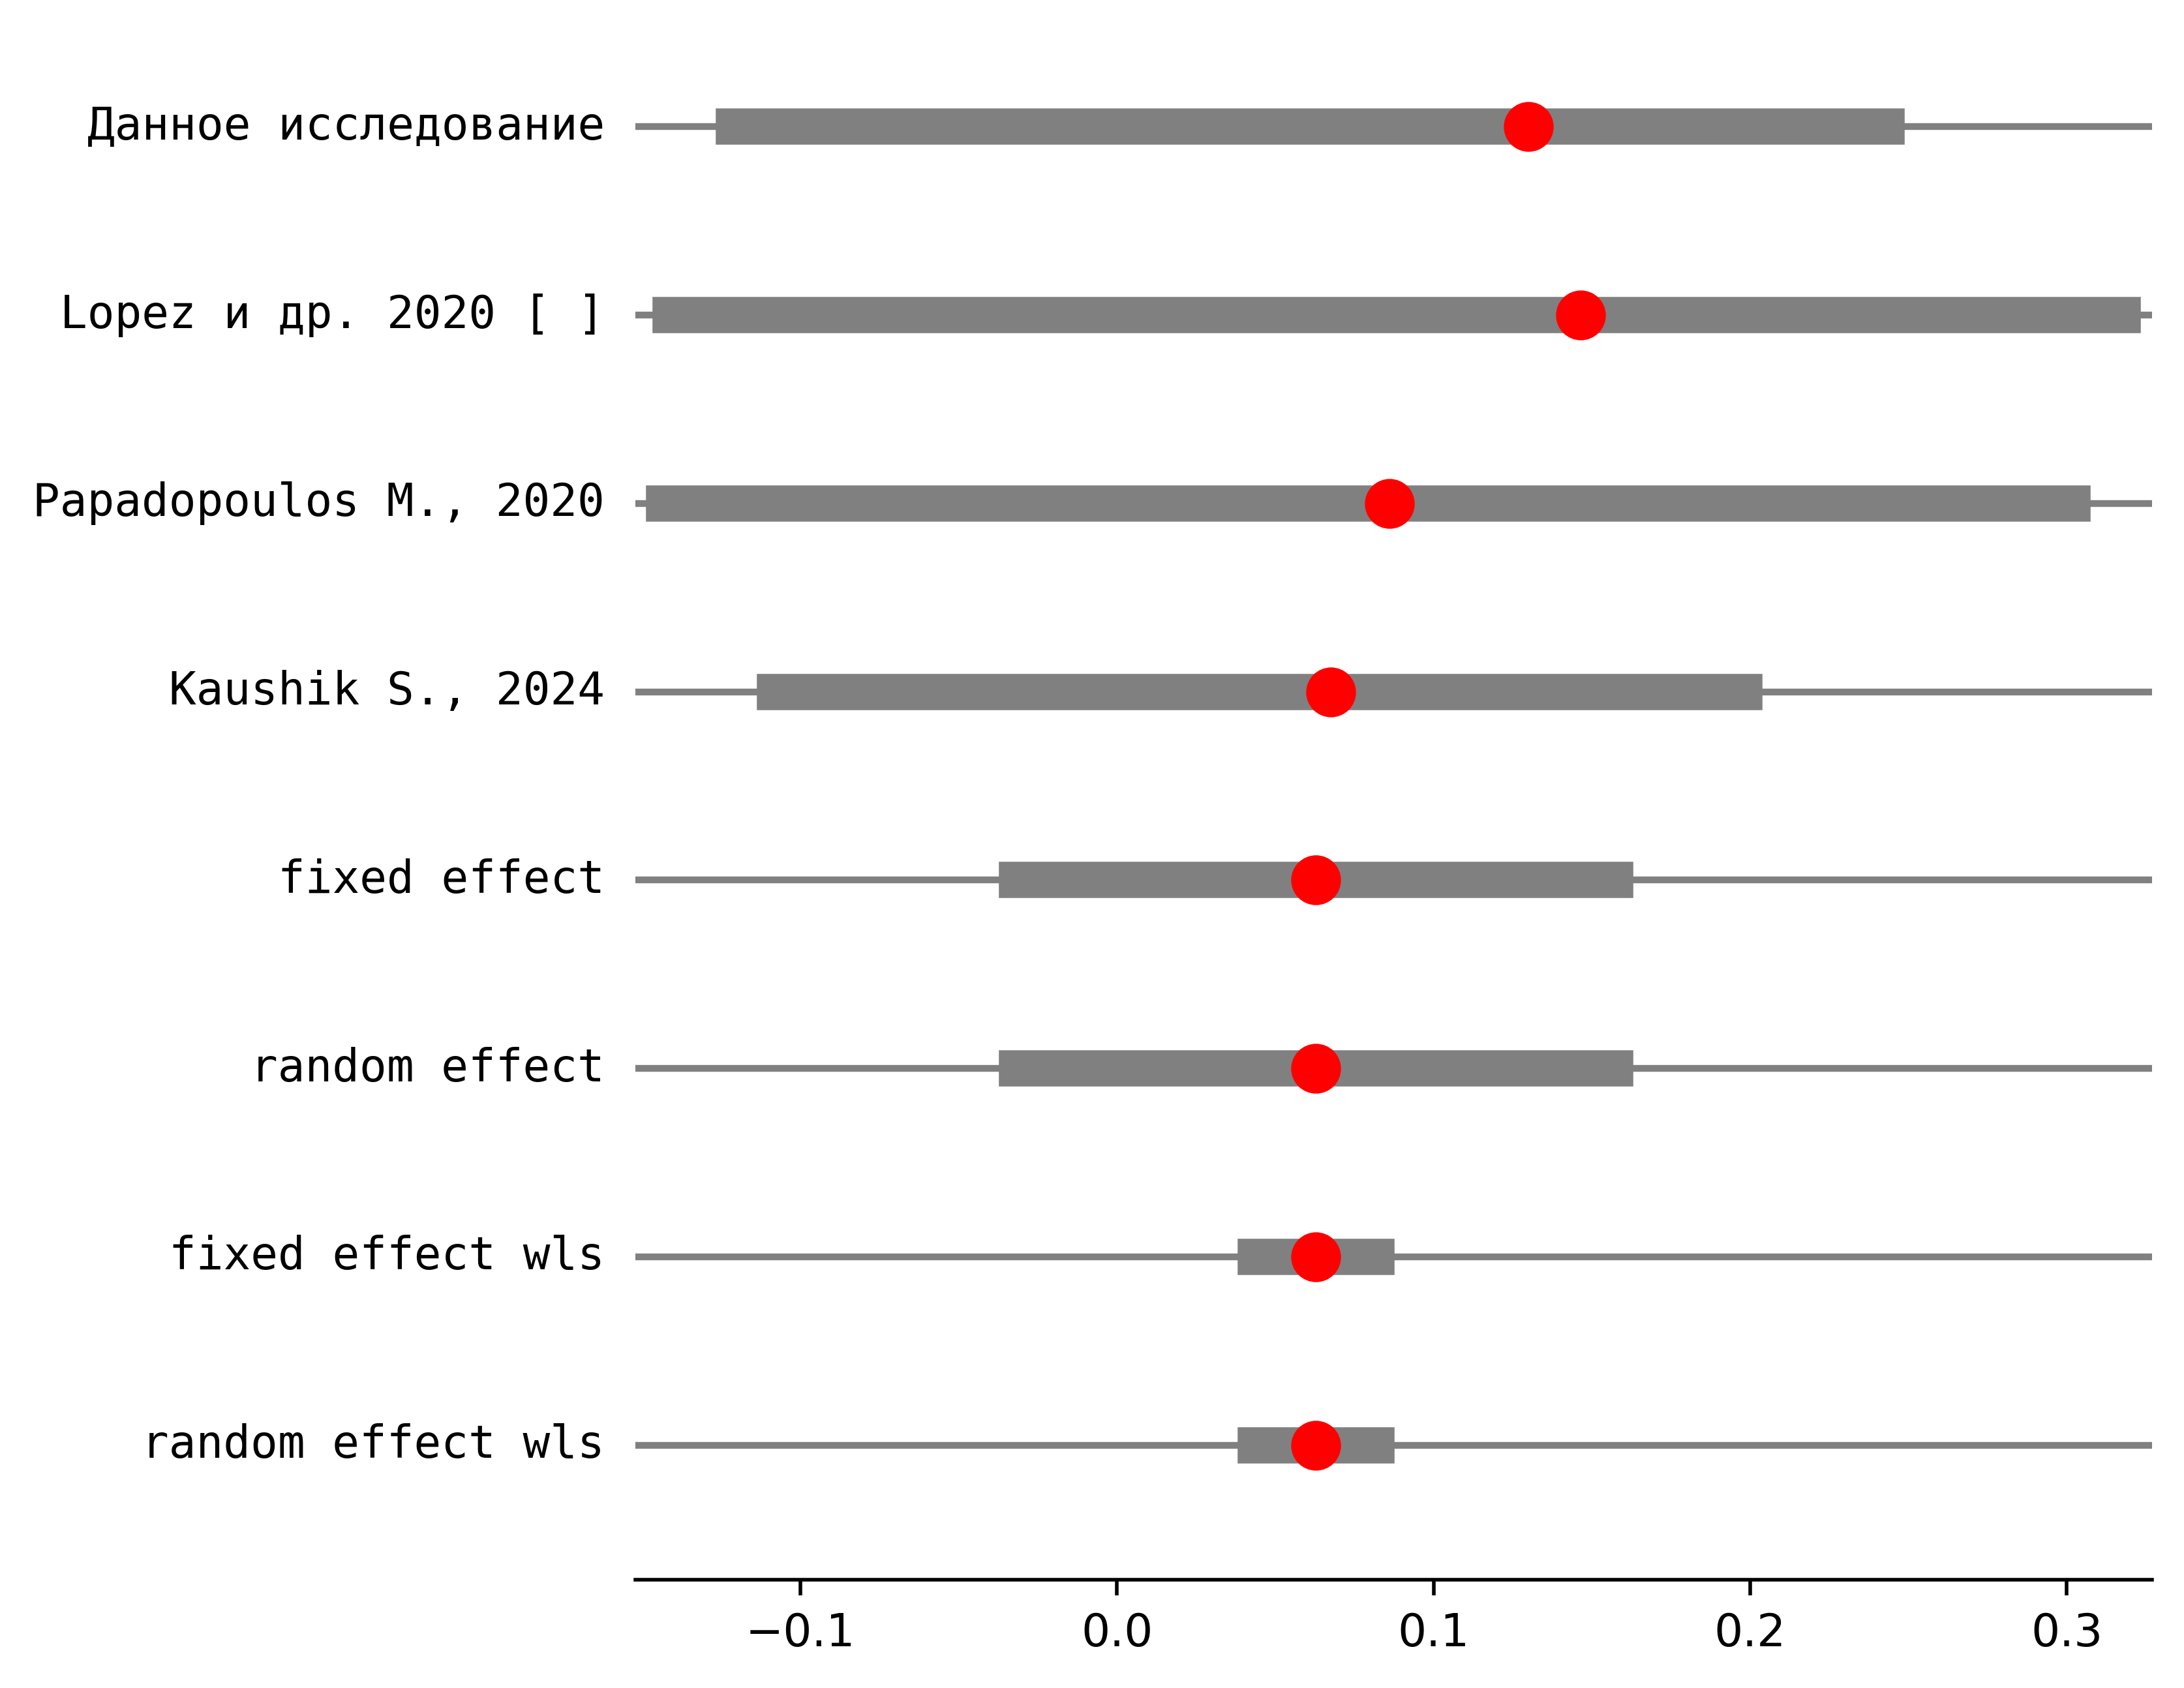 Данное исследование
Lopez и др. 2020 [ ]
Papadopoulos M., 2020
Kaushik S., 2024
fixed effect
random effect
fixed effect wls
random effect wls
−0.1 0.0 0.1 0.2 0.3